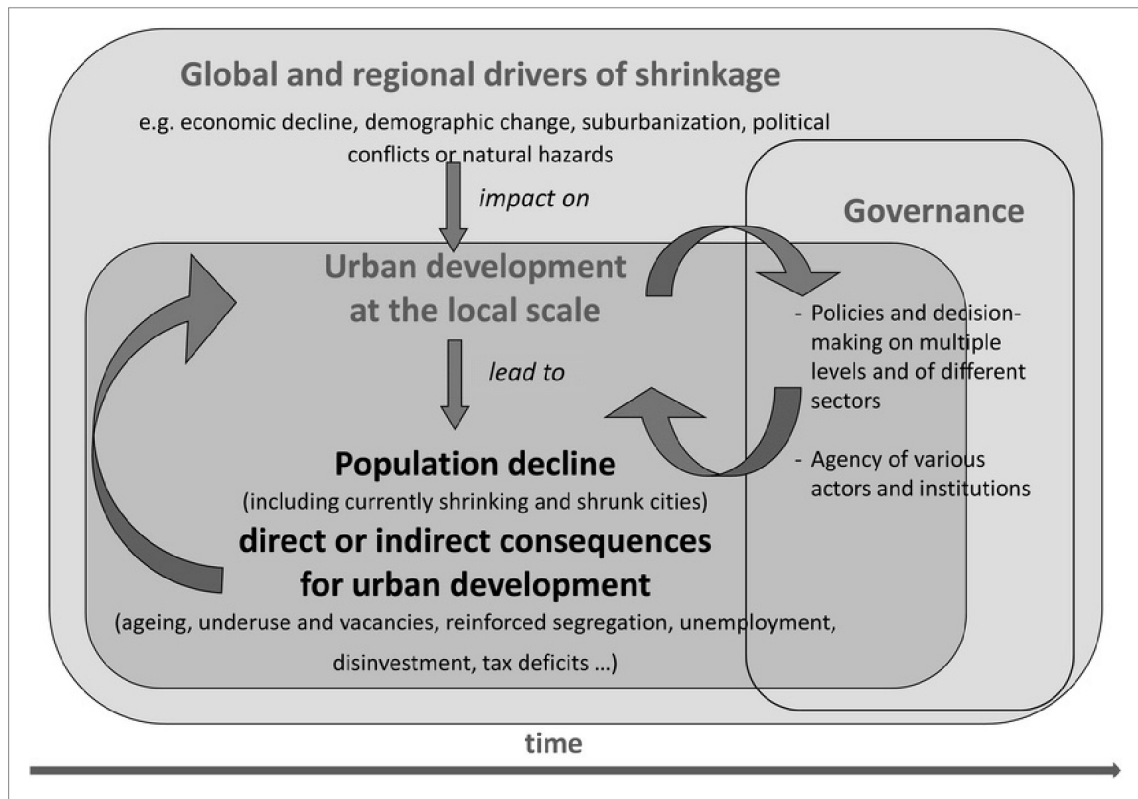 Global and regional drivers of shrinkage
e.g. economic decline, demographic change, suburbanization, political
conflicts or natural hazards
impact on
Governance
Urban development
at the local scale
- Policies and decision-
making on multiple
levels and of different
sectors
lead to
- Agency of various
actors and institutions
Population decline
(including currently shrinking and shrunk cities)
direct or indirect consequences
for urban development
(ageing, underuse and vacancies, reinforced segregation, unemployment,
disinvestment, tax deficits ...)
time